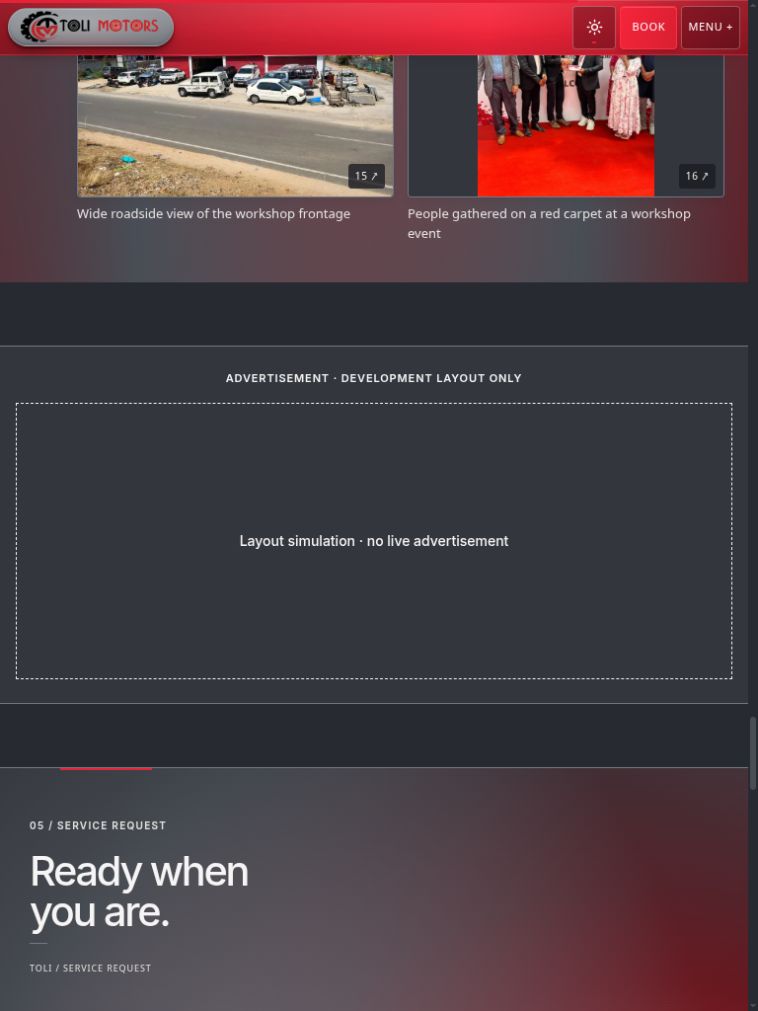 TOLI MOTORS
BOOK
MENU +
15 ↗
16 ↗
Wide roadside view of the workshop frontage
People gathered on a red carpet at a workshop
event
ADVERTISEMENT · DEVELOPMENT LAYOUT ONLY
Layout simulation · no live advertisement
05 / SERVICE REQUEST
Ready when
you are.
TOLI / SERVICE REQUEST